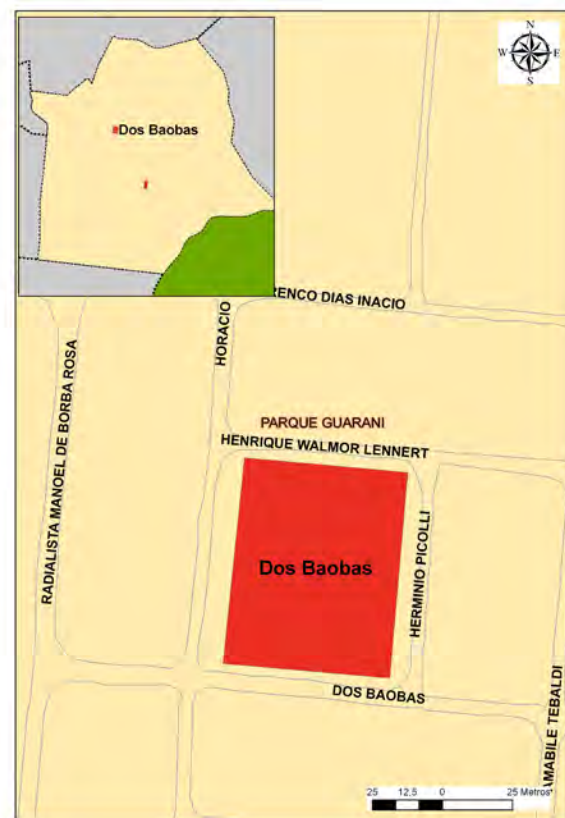 N
W E
S
Dos Baobas
RENCO DIAS INACIO
HORACIO
RADIALISTA MANOEL DE BORBA ROSA
PARQUE GUARANI
HENRIQUE WALMOR LENNERT
HERMINIO PICOLLI
Dos Baobas
DOS BAOBAS
AMABILE TEBALDI
25 12,5 0 25 Metros